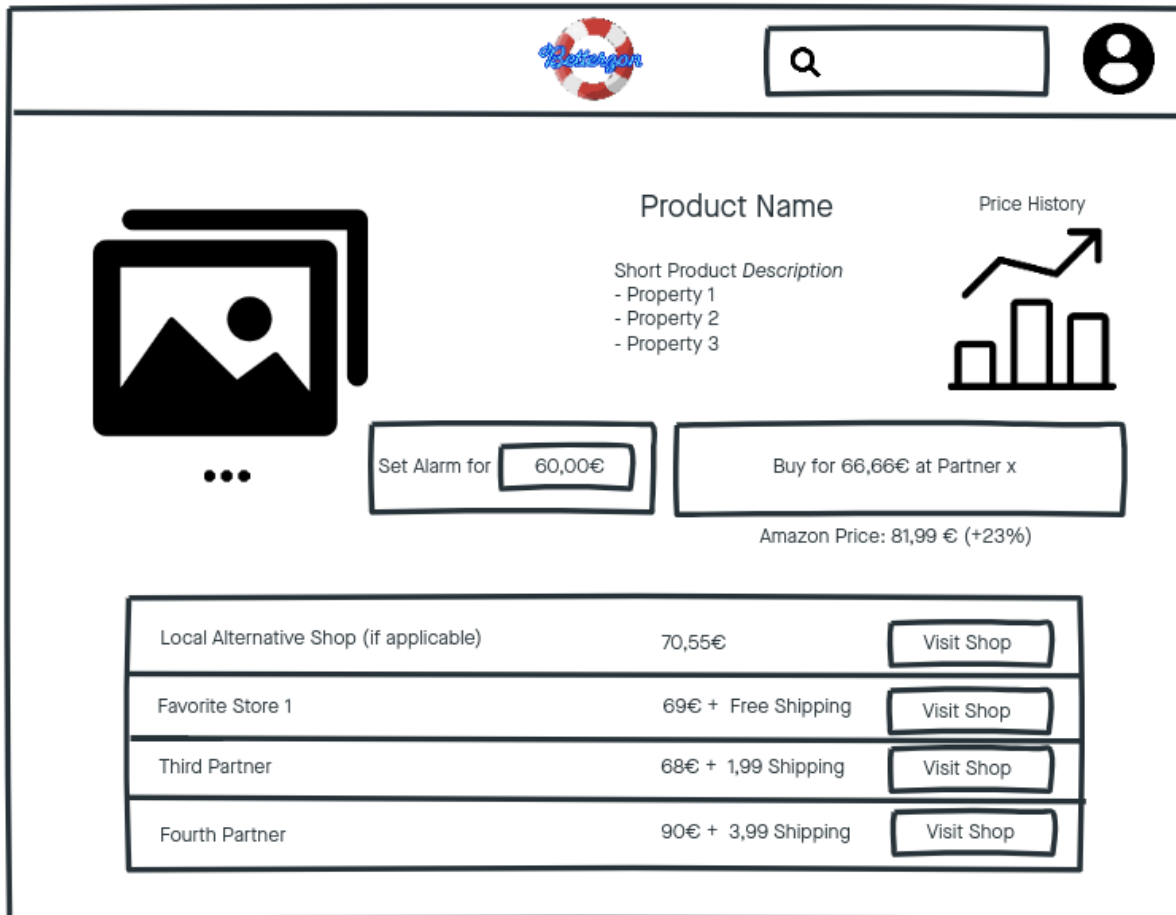 Betterzon
Product Name
Price History
Short Product Description
- Property 1
- Property 2
- Property 3
Set Alarm for 60,00€
Buy for 66,66€ at Partner x
Amazon Price: 81,99 € (+23%)
Local Alternative Shop (if applicable) 70,55€ Visit Shop
Favorite Store 1 69€ + Free Shipping Visit Shop
Third Partner 68€ + 1,99 Shipping Visit Shop
Fourth Partner 90€ + 3,99 Shipping Visit Shop